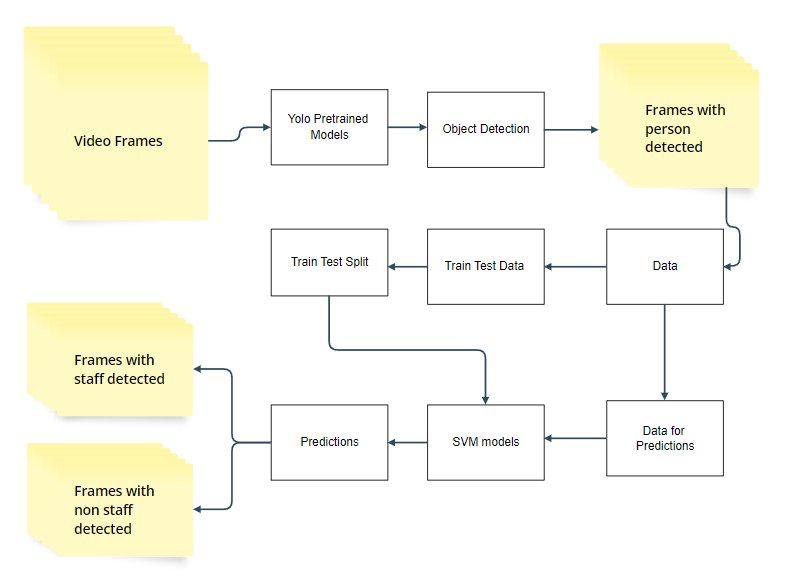 Video Frames
Yolo Pretrained
Models
Object Detection
Frames with
person
detected
Train Test Split
Train Test Data
Data
Frames with
staff detected
Predictions
SVM models
Data for
Predictions
Frames with
non staff
detected